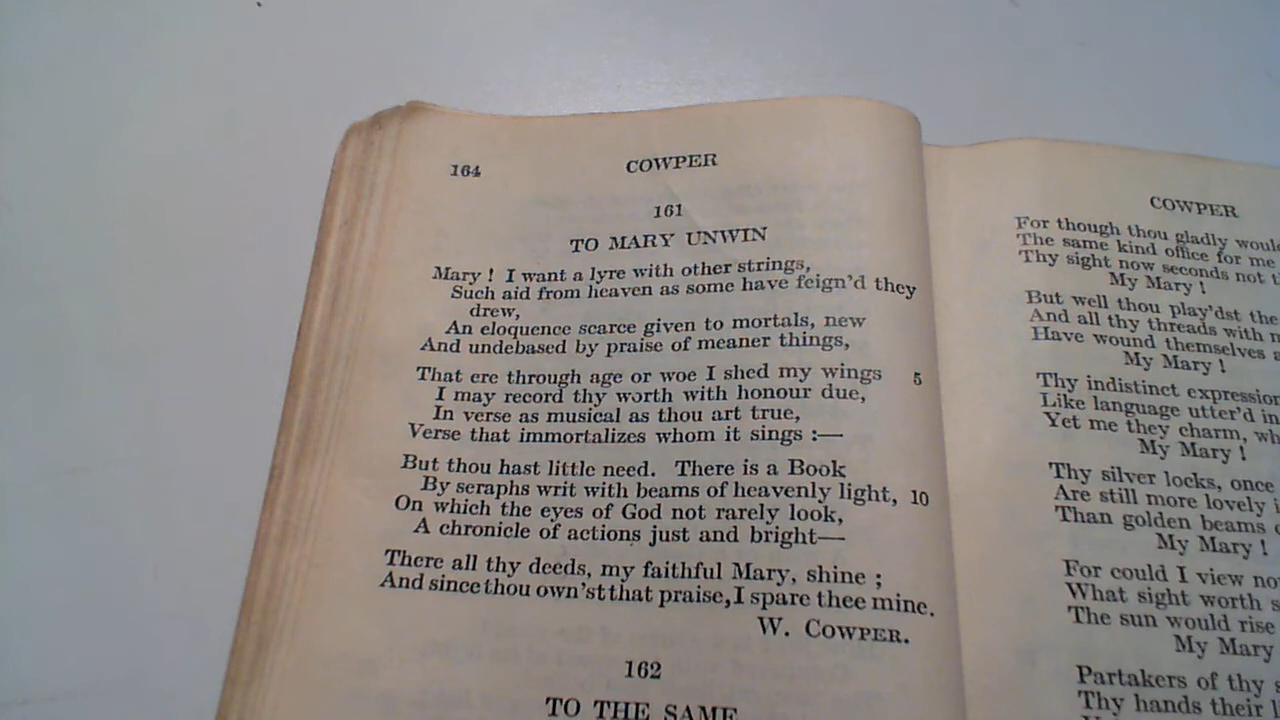 164 COWPER
161
TO MARY UNWIN
Mary ! I want a lyre with other strings,
Such aid from heaven as some have feign'd they
drew,
An eloquence scarce given to mortals, new
And undebased by praise of meaner things,
That ere through age or woe I shed my wings 5
I may record thy worth with honour due,
In verse as musical as thou art true,
Verse that immortalizes whom it sings :—
But thou hast little need. There is a Book
By seraphs writ with beams of heavenly light, 10
On which the eyes of God not rarely look,
A chronicle of actions just and bright—
There all thy deeds, my faithful Mary, shine ;
And since thou own'st that praise, I spare thee mine.
W. COWPER.
162
TO THE SAME
COWPER
For though thou gladly
The same kind office for me
Thy sight now seconds not
My Mary !
But well thou play'dst the
And all thy threads with
Have wound themselves
My Mary !
Thy indistinct
Like language utter'd in
Yet me they charm,
My Mary !
Thy silver locks, once
Are still more lovely
Than golden beams
My Mary !
For could I view
What sight worth
The sun would rise
My Mary
Partakers of thy
Thy hands their